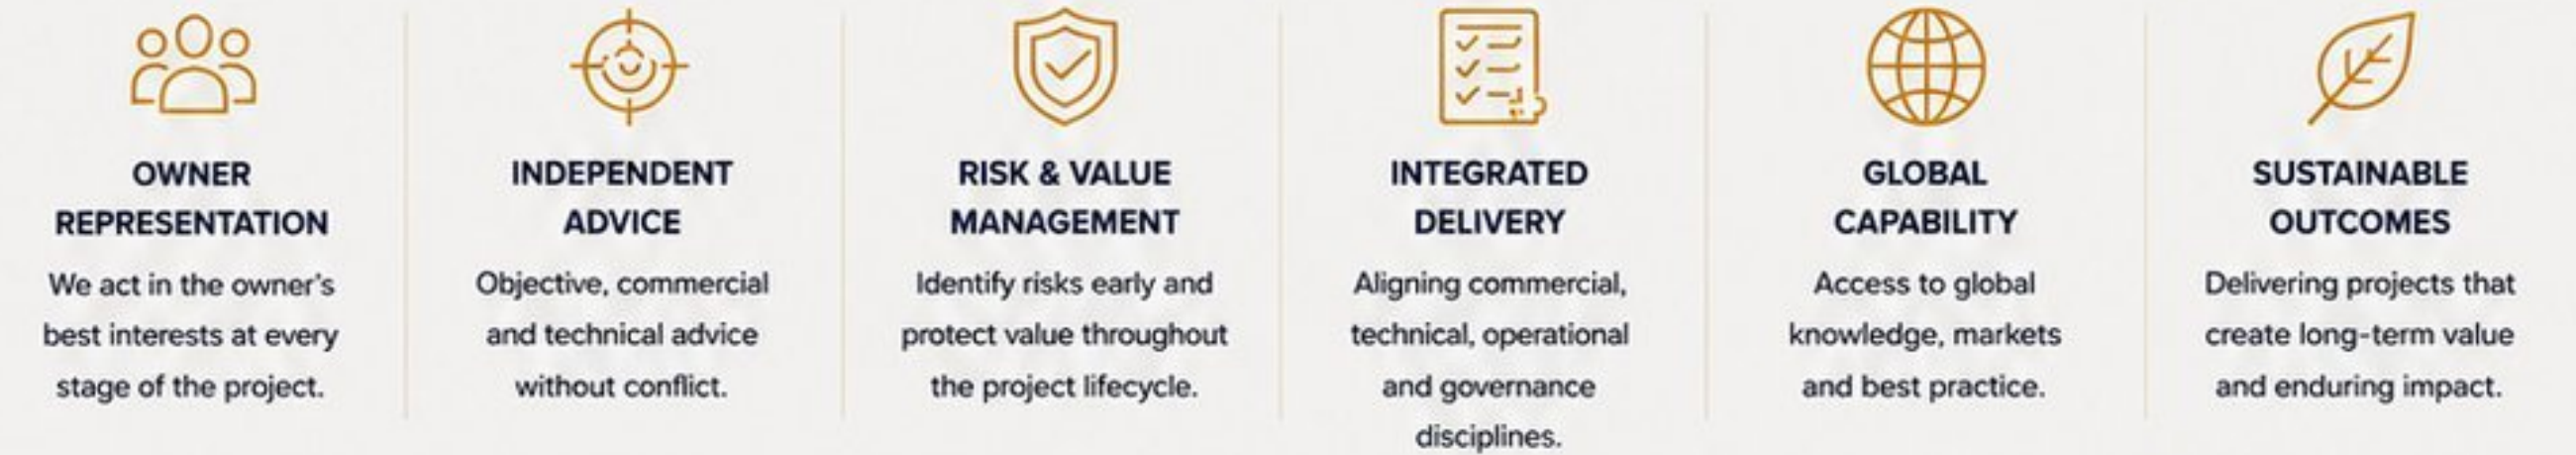 OWNER
REPRESENTATION
We act in the owner's
best interests at every
stage of the project.
INDEPENDENT
ADVICE
Objective, commercial
and technical advice
without conflict.
RISK & VALUE
MANAGEMENT
Identify risks early and
protect value throughout
the project lifecycle.
INTEGRATED
DELIVERY
Aligning commercial,
technical, operational
and governance
disciplines.
GLOBAL
CAPABILITY
Access to global
knowledge, markets
and best practice.
SUSTAINABLE
OUTCOMES
Delivering projects that
create long-term value
and enduring impact.